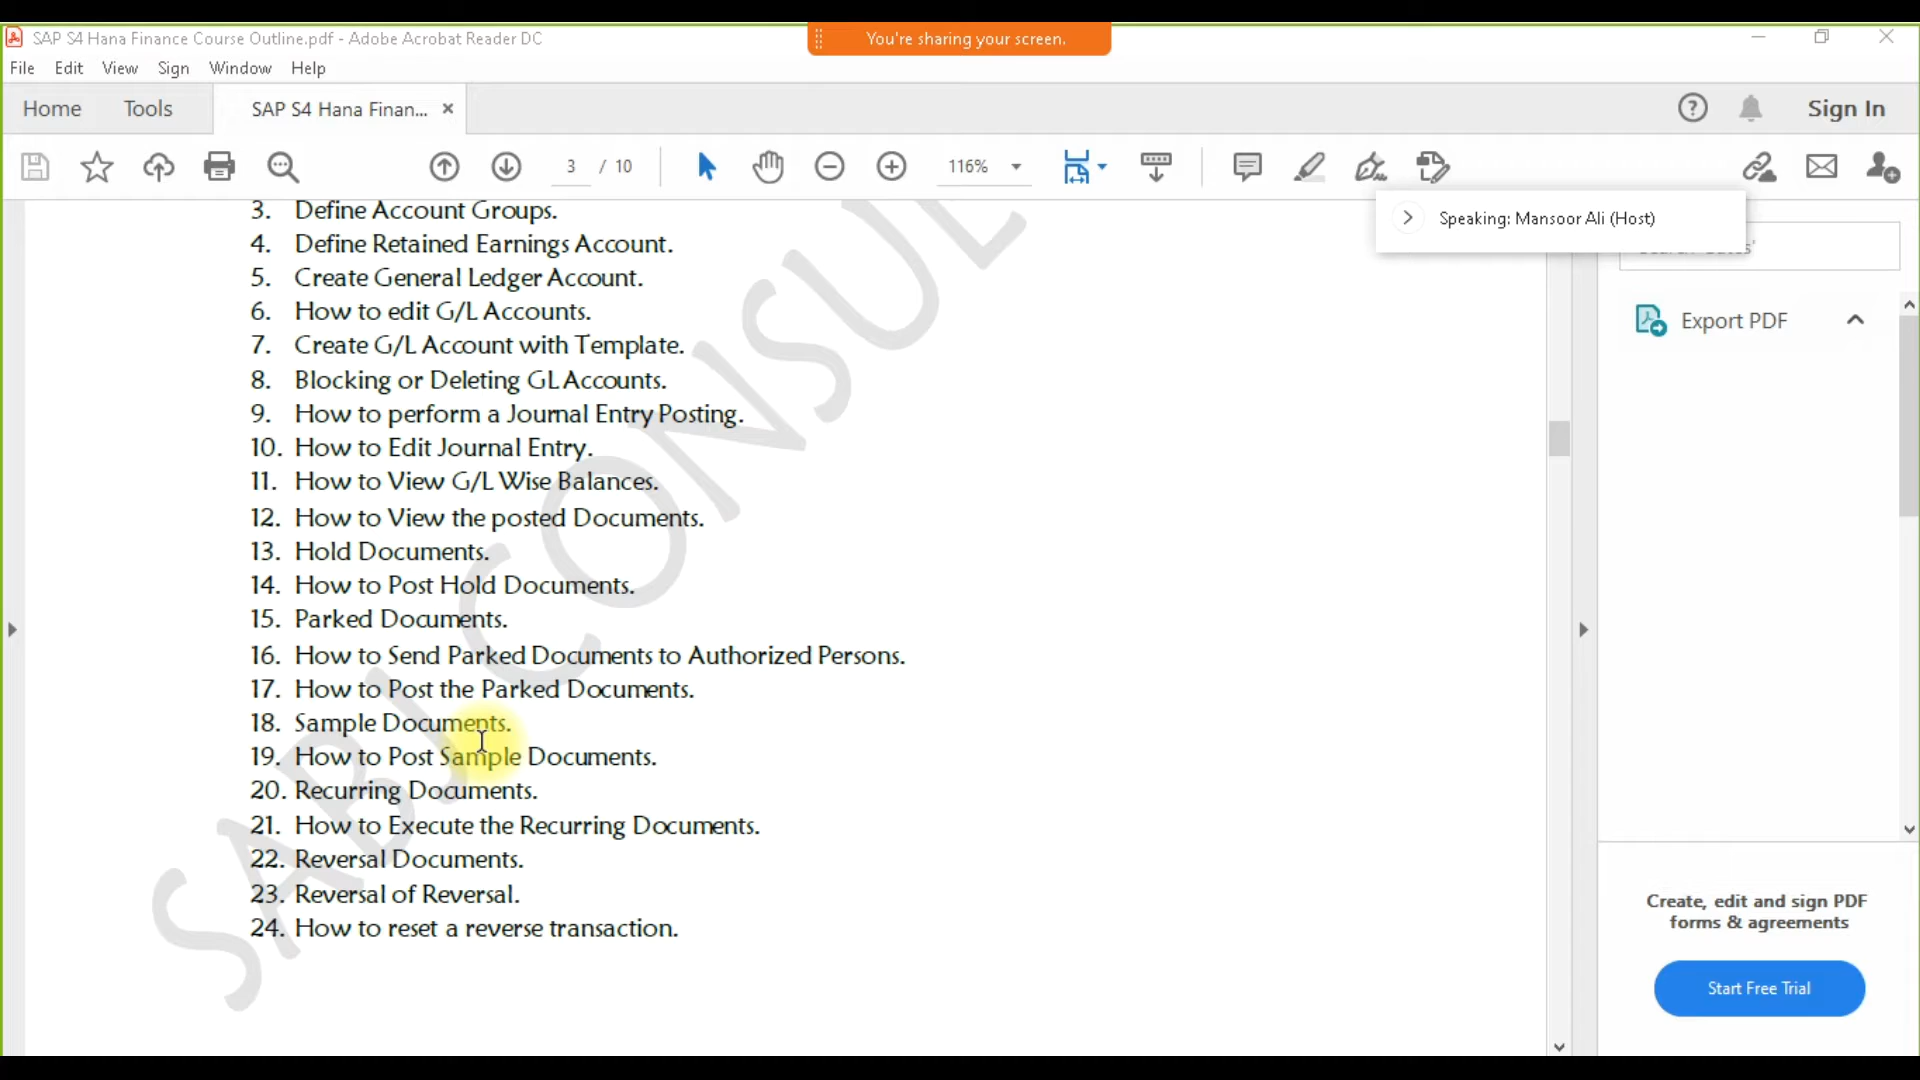 SAP S4 Hana Finance Course Outline.pdf - Adobe Acrobat Reader DC
You're sharing your screen.
File Edit View Sign Window Help
Home Tools SAP S4 Hana Finan... ×
Sign In
3 / 10
116%
Speaking: Mansoor Ali (Host)
Export PDF
3. Define Account Groups.
4. Define Retained Earnings Account.
5. Create General Ledger Account.
6. How to edit G/L Accounts.
7. Create G/L Account with Template.
8. Blocking or Deleting GL Accounts.
9. How to perform a Journal Entry Posting.
10. How to Edit Journal Entry.
11. How to View G/L Wise Balances.
12. How to View the posted Documents.
13. Hold Documents.
14. How to Post Hold Documents.
15. Parked Documents.
16. How to Send Parked Documents to Authorized Persons.
17. How to Post the Parked Documents.
18. Sample Documents.
19. How to Post Sample Documents.
20. Recurring Documents.
21. How to Execute the Recurring Documents.
22. Reversal Documents.
23. Reversal of Reversal.
24. How to reset a reverse transaction.
SABJ CONSUL
Create, edit and sign PDF
forms & agreements
Start Free Trial